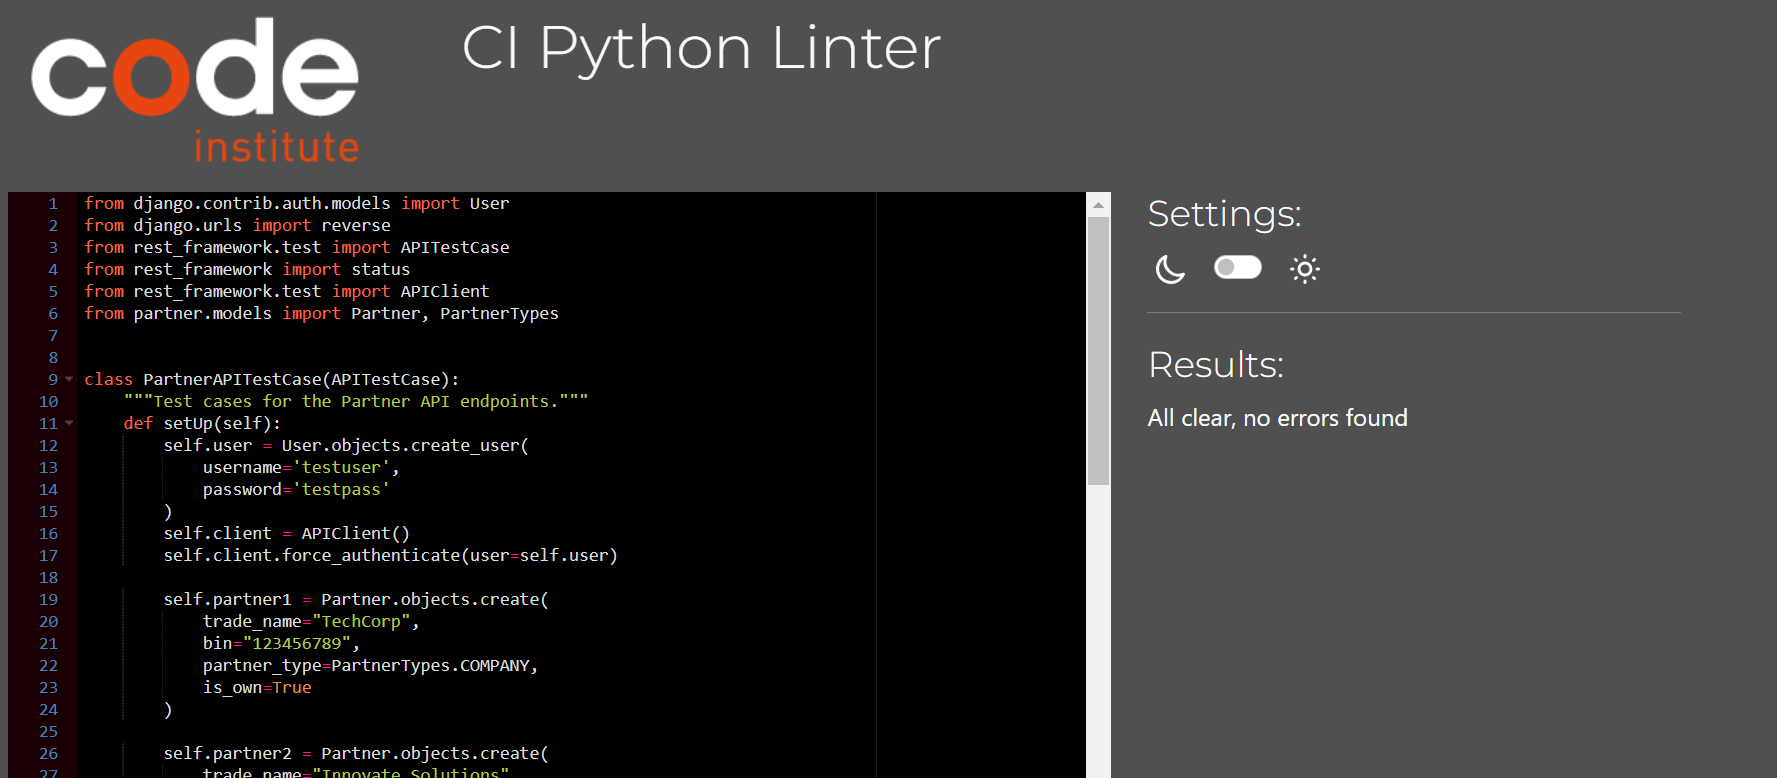 code
institute
CI Python Linter
1 from django.contrib.auth.models import User
2 from django.urls import reverse
3 from rest_framework.test import APITestCase
4 from rest_framework import status
5 from rest_framework.test import APIClient
6 from partner.models import Partner, PartnerTypes
7
8
9 class PartnerAPITestCase(APITestCase):
10     """Test cases for the Partner API endpoints."""
11     def setUp(self):
12         self.user = User.objects.create_user(
13             username='testuser',
14             password='testpass'
15         )
16         self.client = APIClient()
17         self.client.force_authenticate(user=self.user)
18
19         self.partner1 = Partner.objects.create(
20             trade_name="TechCorp",
21             bin="123456789",
22             partner_type=PartnerTypes.COMPANY,
23             is_own=True
24         )
25
26         self.partner2 = Partner.objects.create(
27             trade_name="Innovate Solutions"
Settings:
Results:
All clear, no errors found